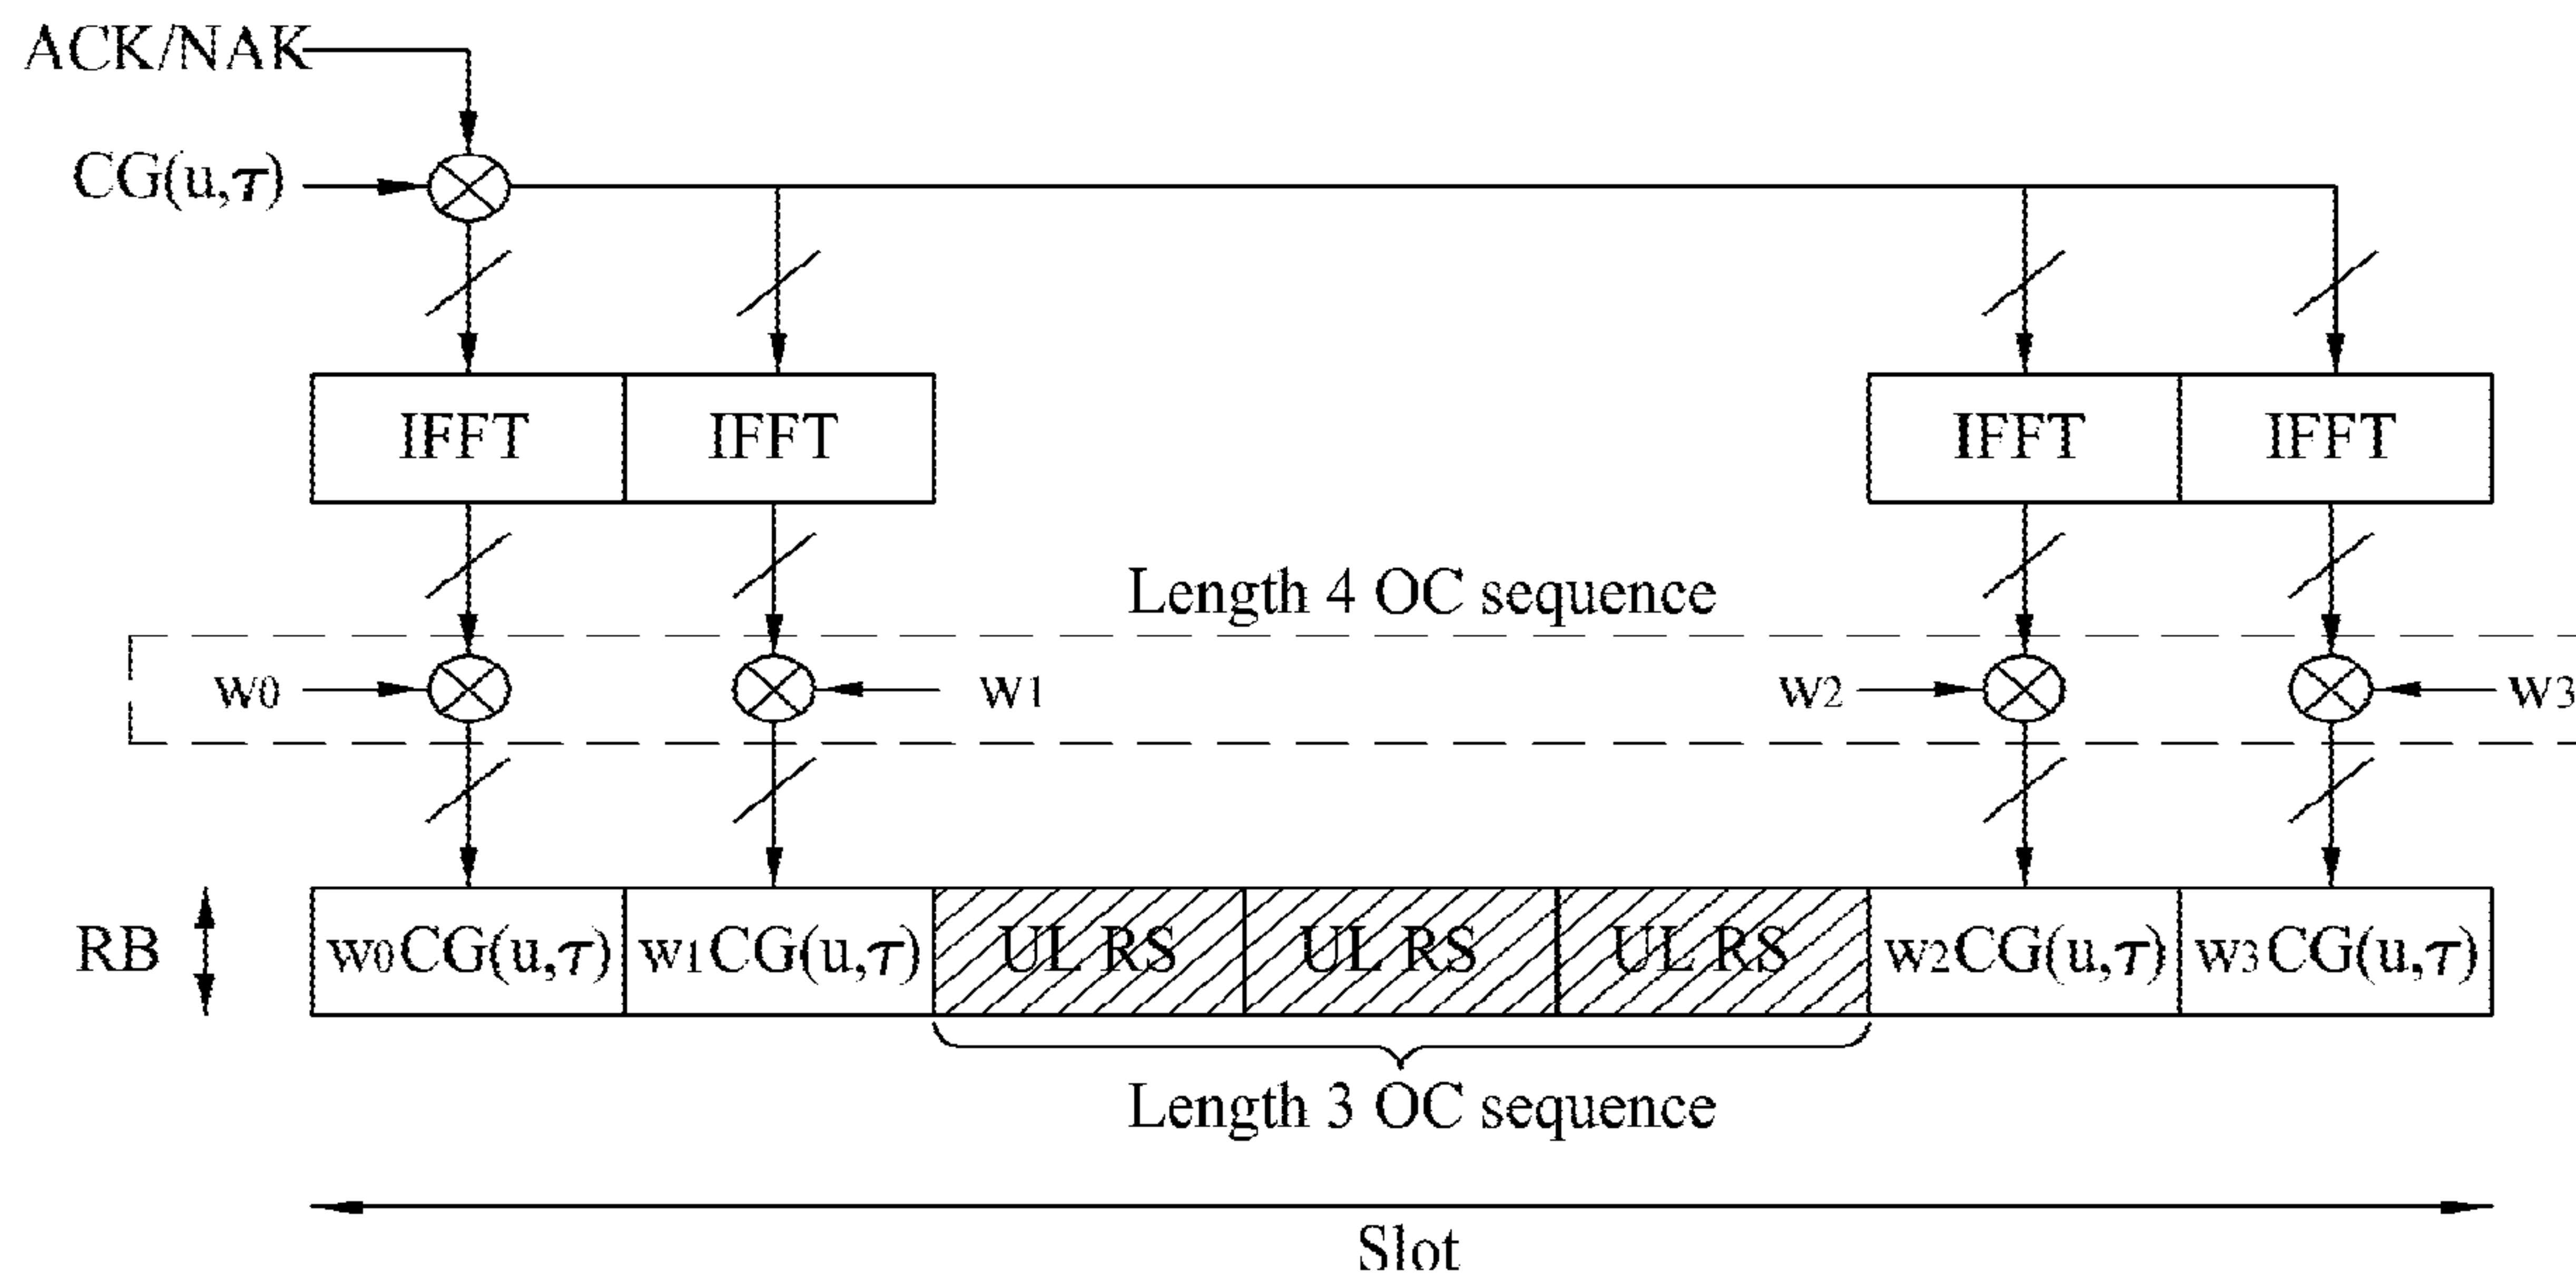 ACK/NAK
CG(u,τ)
IFFT IFFT IFFT IFFT
Length 4 OC sequence
w0 w1 w2 w3
RB w0CG(u,τ) w1CG(u,τ) UL RS UL RS UL RS w2CG(u,τ) w3CG(u,τ)
Length 3 OC sequence
Slot